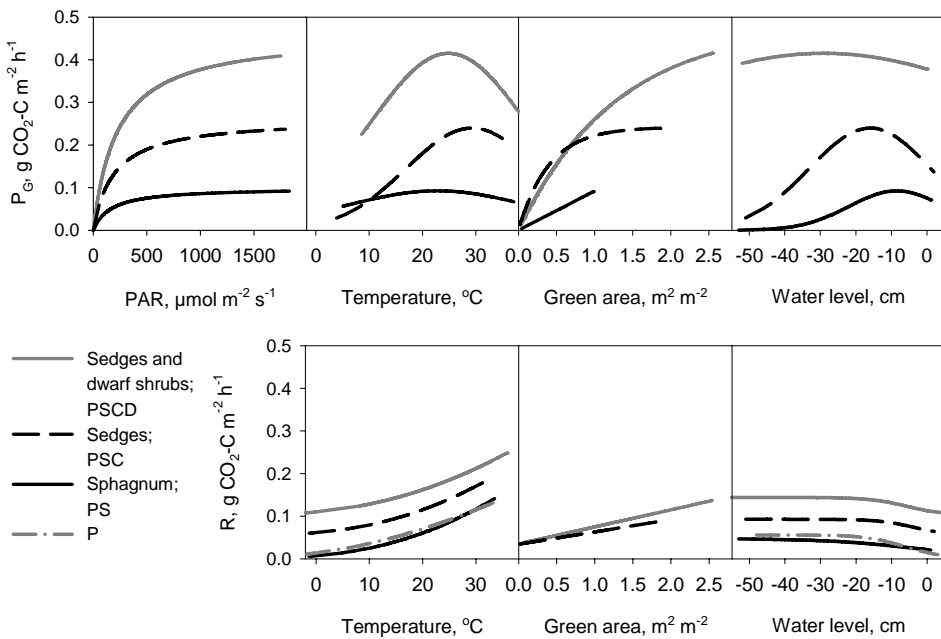 P_G, g CO₂-C m⁻² h⁻¹
0.5
0.4
0.3
0.2
0.1
0.0
0 500 1000 1500
0 10 20 30
0.0 0.5 1.0 1.5 2.0 2.5
-50 -40 -30 -20 -10 0
PAR, µmol m⁻² s⁻¹
Temperature, ºC
Green area, m² m⁻²
Water level, cm
Sedges and
dwarf shrubs;
PSCD
Sedges;
PSC
Sphagnum;
PS
P
R, g CO₂-C m⁻² h⁻¹
0.5
0.4
0.3
0.2
0.1
0.0
0 10 20 30
0.0 0.5 1.0 1.5 2.0 2.5
-50 -40 -30 -20 -10 0
Temperature, ºC
Green area, m² m⁻²
Water level, cm